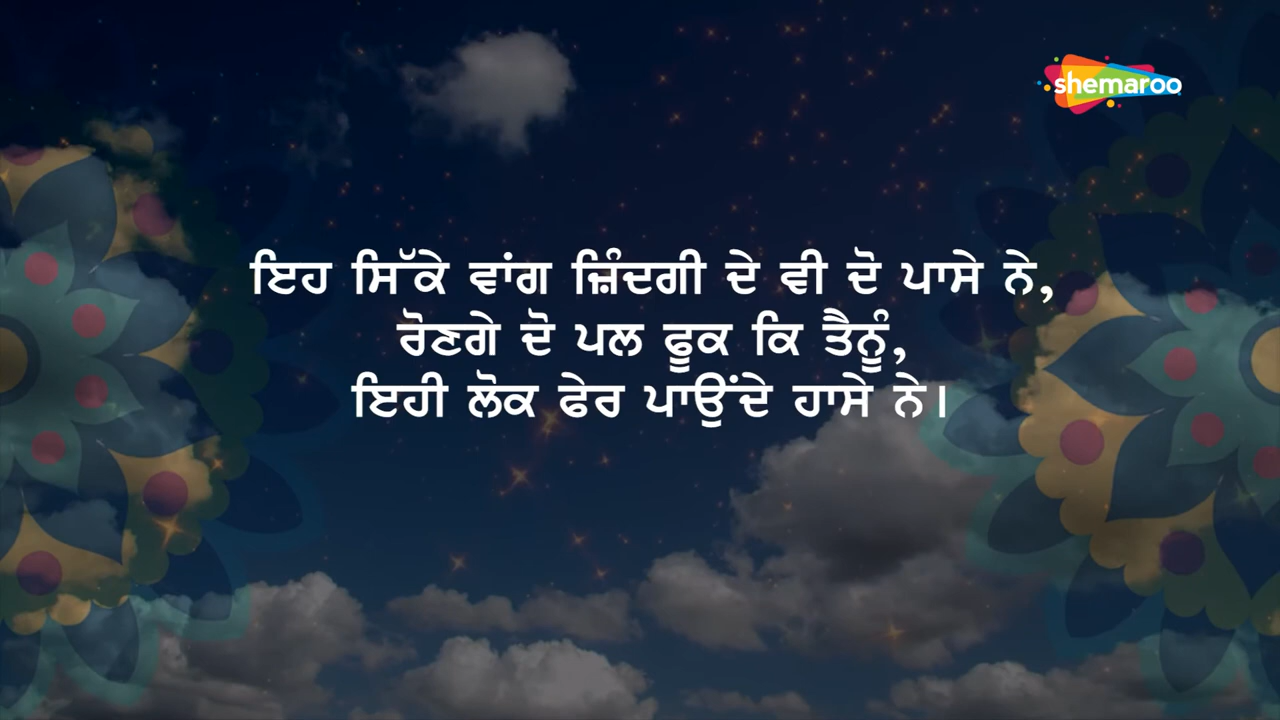 shemaroo
ਇਹ ਸਿੱਕੇ ਵਾਂਗ ਜ਼ਿੰਦਗੀ ਦੇ ਵੀ ਦੋ ਪਾਸੇ ਨੇ,
ਰੋਣਗੇ ਦੋ ਪਲ ਫੂਕ ਕਿ ਤੈਨੂੰ,
ਇਹੀ ਲੋਕ ਫੇਰ ਪਾਉਂਦੇ ਹਾਸੇ ਨੇ।